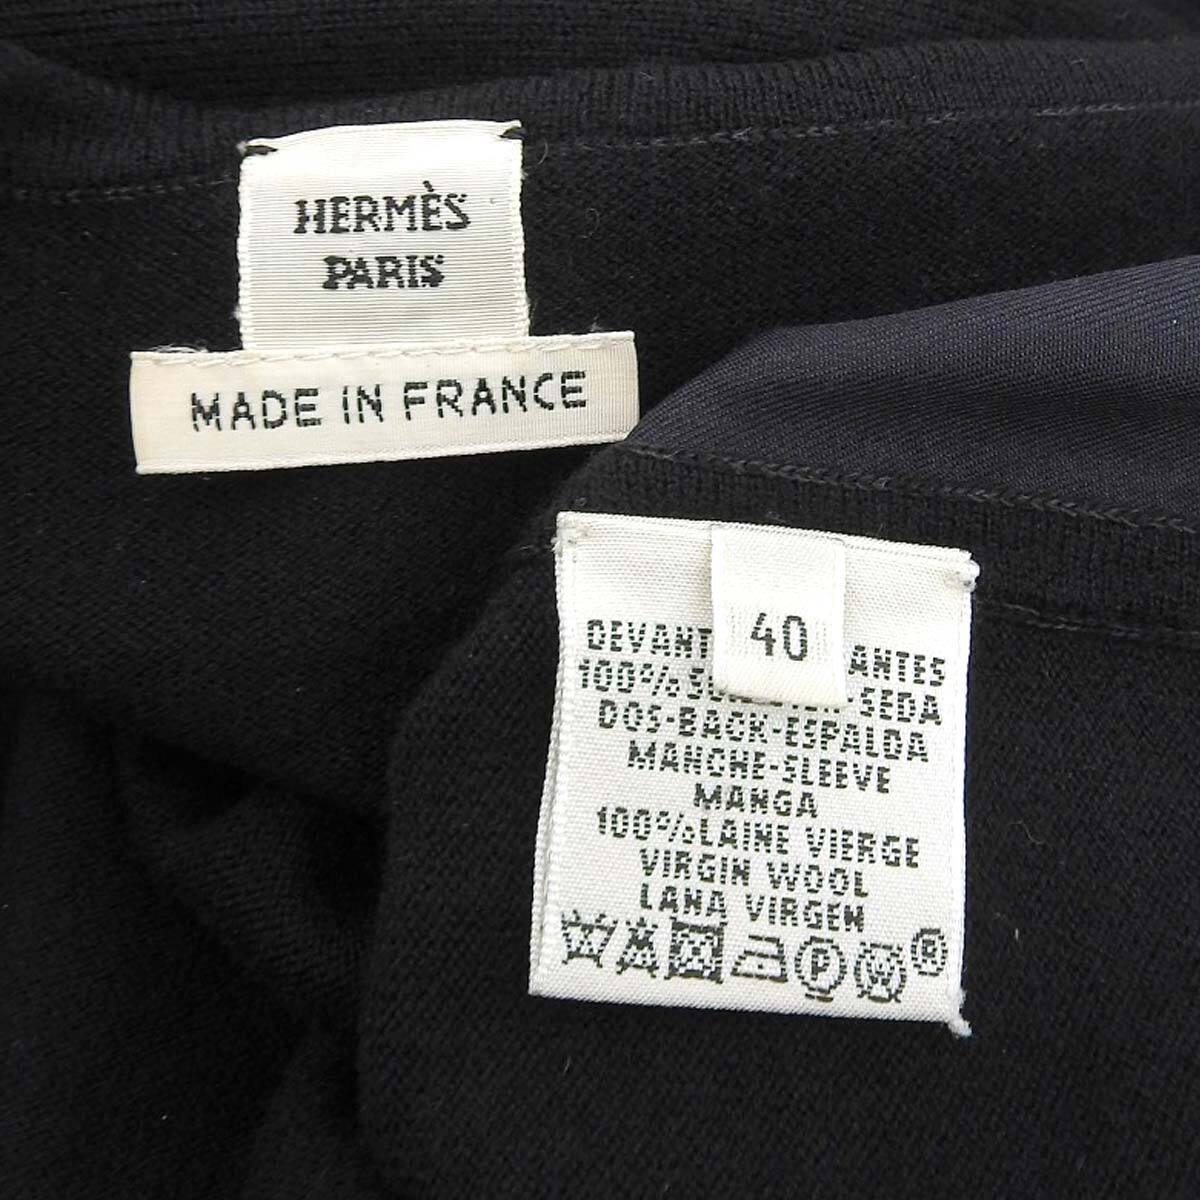 HERMÈS
PARIS
MADE IN FRANCE
40
DEVANT ANTES
100% SEDA
DOS-BACK-ESPALDA
MANCHE-SLEEVE
MANGA
100%LAINE VIERGE
VIRGIN WOOL
LANA VIRGEN
P W ®